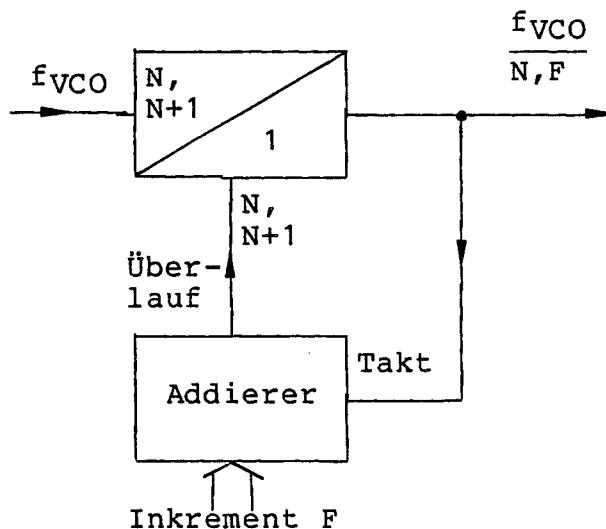 fVCO
N,
N+1
1
fVCO
N,F
N,
N+1
Über-
lauf
Addierer
Takt
Inkrement F